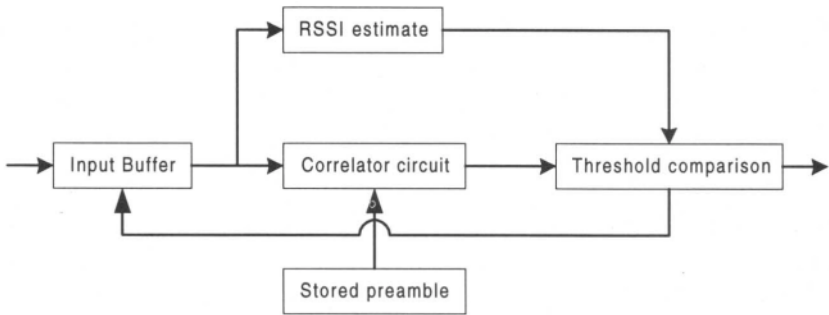 RSSI estimate
Input Buffer
Correlator circuit
Threshold comparison
Stored preamble